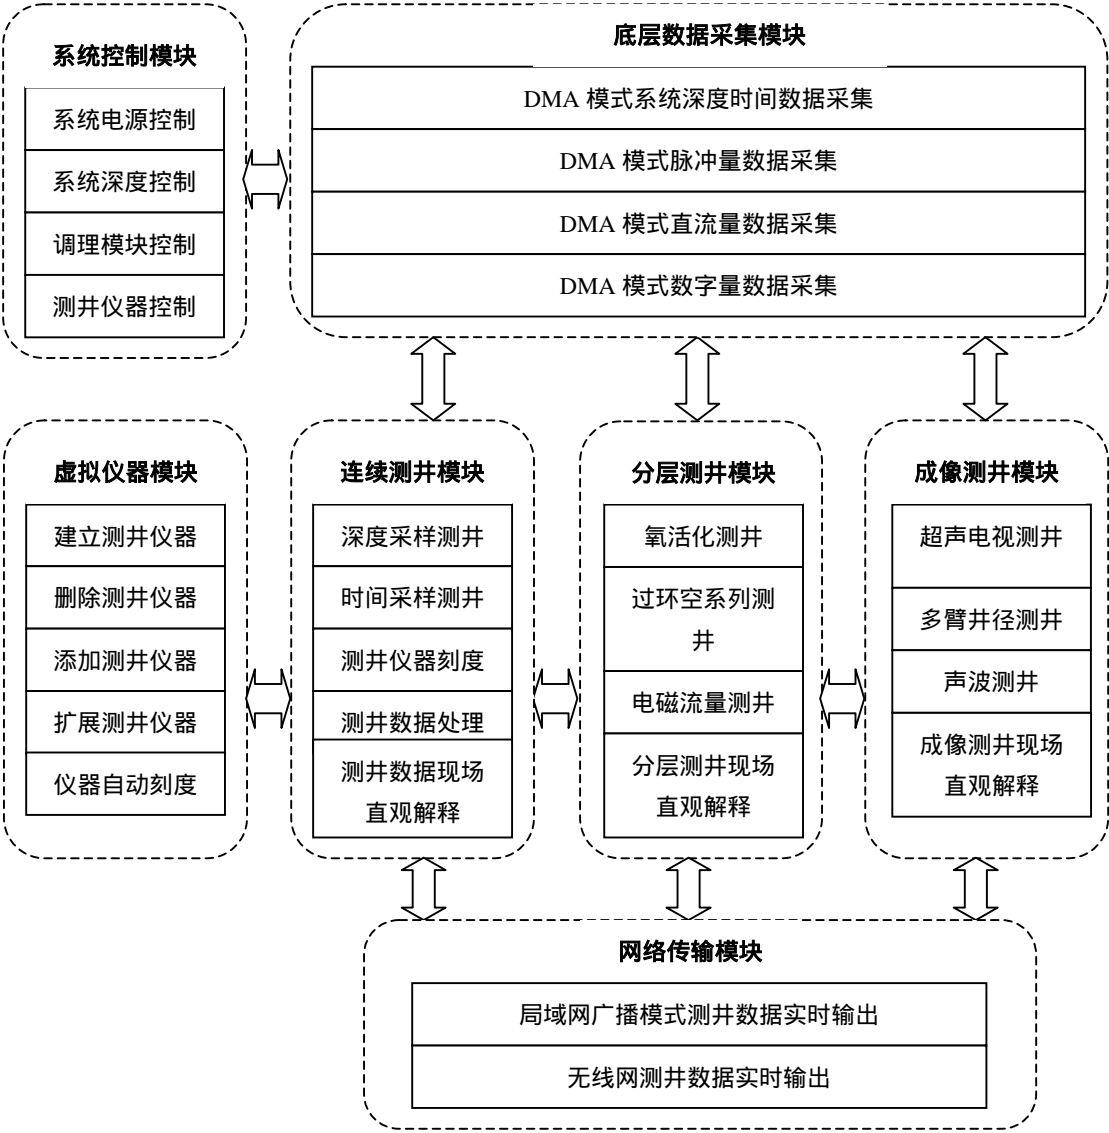 系统控制模块
系统电源控制
系统深度控制
调理模块控制
测井仪器控制
底层数据采集模块
DMA 模式系统深度时间数据采集
DMA 模式脉冲量数据采集
DMA 模式直流量数据采集
DMA 模式数字量数据采集
虚拟仪器模块
建立测井仪器
删除测井仪器
添加测井仪器
扩展测井仪器
仪器自动刻度
连续测井模块
深度采样测井
时间采样测井
测井仪器刻度
测井数据处理
测井数据现场
直观解释
分层测井模块
氧活化测井
过环空系列测
井
电磁流量测井
分层测井现场
直观解释
成像测井模块
超声电视测井
多臂井径测井
声波测井
成像测井现场
直观解释
网络传输模块
局域网广播模式测井数据实时输出
无线网测井数据实时输出